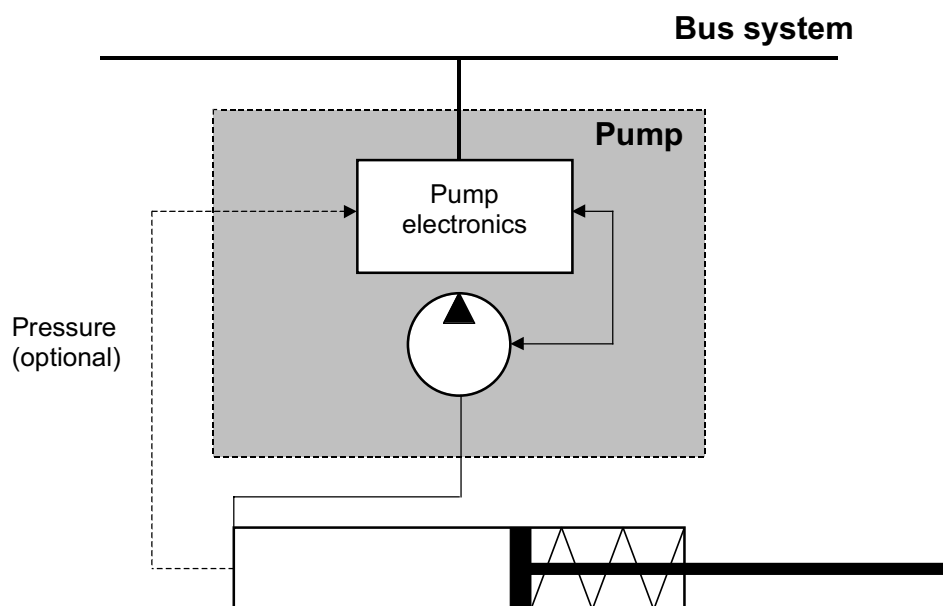 Bus system
Pump
Pump
electronics
Pressure
(optional)